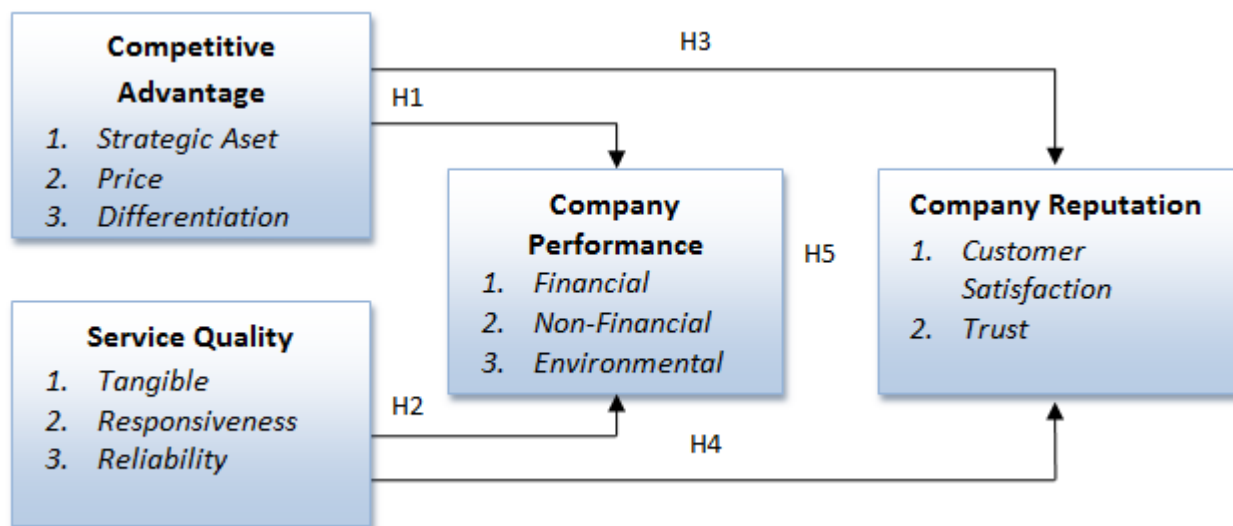 Competitive
Advantage
1. Strategic Aset
2. Price
3. Differentiation
H3
H1
Company
Performance
1. Financial
2. Non-Financial
3. Environmental
H5
Company Reputation
1. Customer
Satisfaction
2. Trust
Service Quality
1. Tangible
2. Responsiveness
3. Reliability
H2
H4